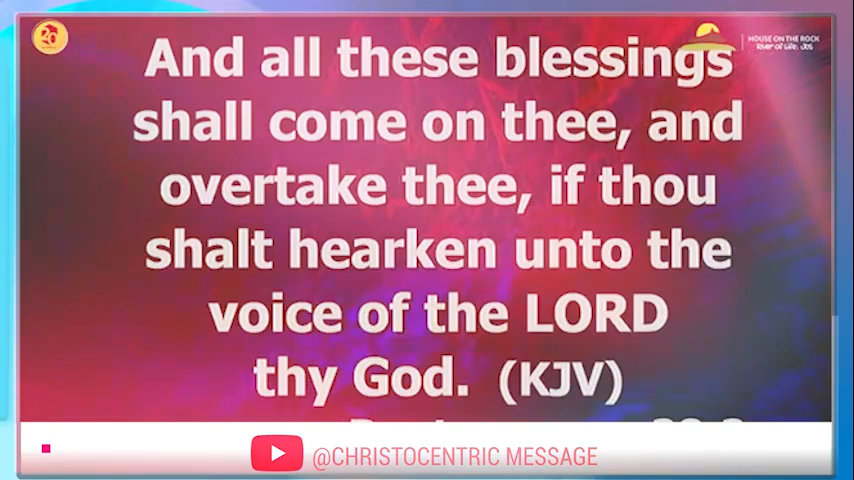 20
HOUSE ON THE ROCK
River of Life, Jos
And all these blessings
shall come on thee, and
overtake thee, if thou
shalt hearken unto the
voice of the LORD
thy God. (KJV)
@CHRISTOCENTRIC MESSAGE